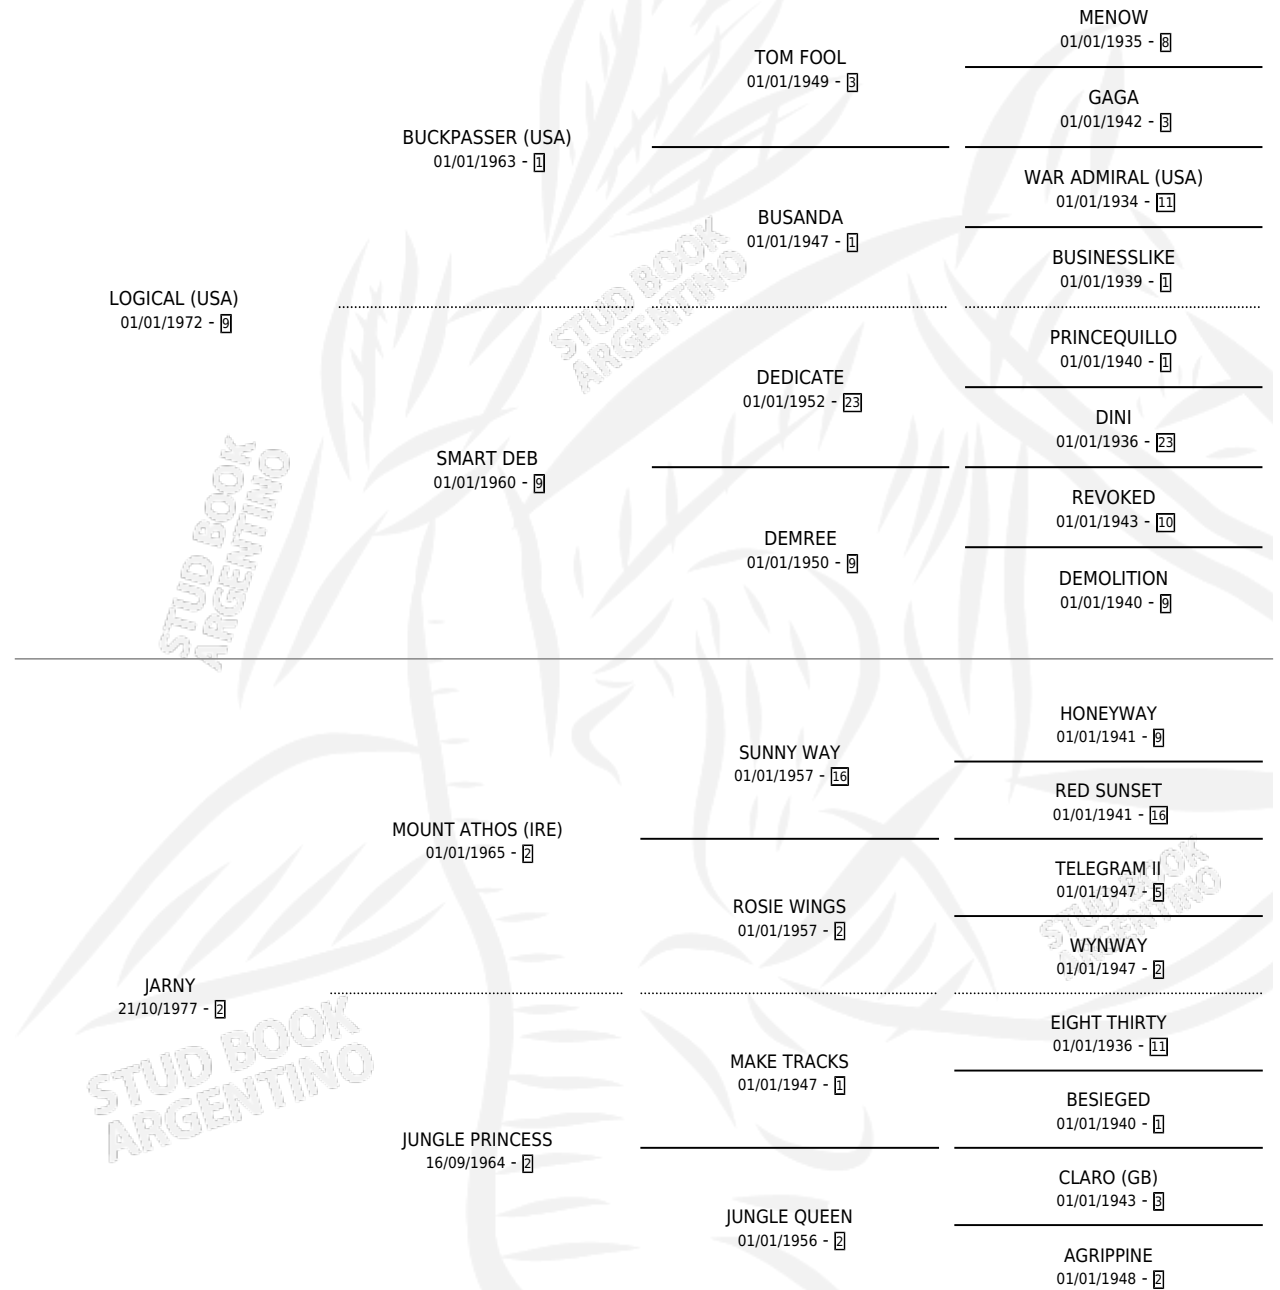 MENOW
01/01/1935 - 8
TOM FOOL
01/01/1949 - 3
GAGA
01/01/1942 - 3
BUCKPASSER (USA)
01/01/1963 - 1
WAR ADMIRAL (USA)
01/01/1934 - 11
BUSANDA
01/01/1947 - 1
BUSINESSLIKE
01/01/1939 - 1
LOGICAL (USA)
01/01/1972 - 9
PRINCEQUILLO
01/01/1940 - 1
DEDICATE
01/01/1952 - 23
DINI
01/01/1936 - 23
SMART DEB
01/01/1960 - 9
REVOKED
01/01/1943 - 10
DEMREE
01/01/1950 - 9
DEMOLITION
01/01/1940 - 9
HONEYWAY
01/01/1941 - 9
SUNNY WAY
01/01/1957 - 16
RED SUNSET
01/01/1941 - 16
MOUNT ATHOS (IRE)
01/01/1965 - 2
TELEGRAM II
01/01/1947 - 5
ROSIE WINGS
01/01/1957 - 2
WYNWAY
01/01/1947 - 2
JARNY
21/10/1977 - 2
EIGHT THIRTY
01/01/1936 - 11
MAKE TRACKS
01/01/1947 - 1
BESIEGED
01/01/1940 - 1
JUNGLE PRINCESS
16/09/1964 - 2
CLARO (GB)
01/01/1943 - 3
JUNGLE QUEEN
01/01/1956 - 2
AGRIPPINE
01/01/1948 - 2
STUD BOOK
ARGENTINO
STUD BOOK
ARGENTINO
STUD BOOK
ARGENTINO
STUD BOOK
ARGENTINO